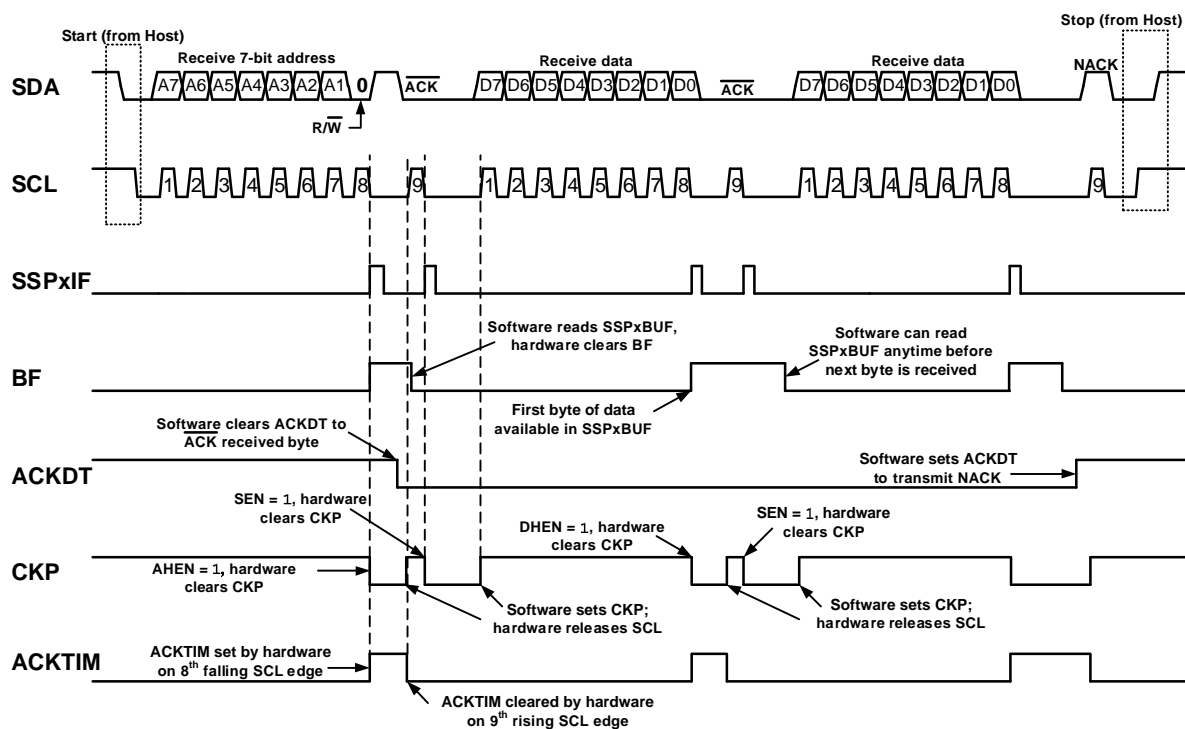 Start (from Host)
Stop (from Host)
Receive 7-bit address
Receive data
Receive data
NACK
SDA
A7 A6 A5 A4 A3 A2 A1 0
ACK
D7 D6 D5 D4 D3 D2 D1 D0
ACK
D7 D6 D5 D4 D3 D2 D1 D0
R/W
SCL
1 2 3 4 5 6 7 8 9 1 2 3 4 5 6 7 8 9 1 2 3 4 5 6 7 8 9
SSPxIF
Software reads SSPxBUF,
hardware clears BF
Software can read
SSPxBUF anytime before
next byte is received
BF
First byte of data
available in SSPxBUF
Software clears ACKDT to
ACK received byte
ACKDT
Software sets ACKDT
to transmit NACK
SEN = 1, hardware
clears CKP
DHEN = 1, hardware
clears CKP
SEN = 1, hardware
clears CKP
CKP
AHEN = 1, hardware
clears CKP
Software sets CKP;
hardware releases SCL
Software sets CKP;
hardware releases SCL
ACKTIM
ACKTIM set by hardware
on 8th falling SCL edge
ACKTIM cleared by hardware
on 9th rising SCL edge